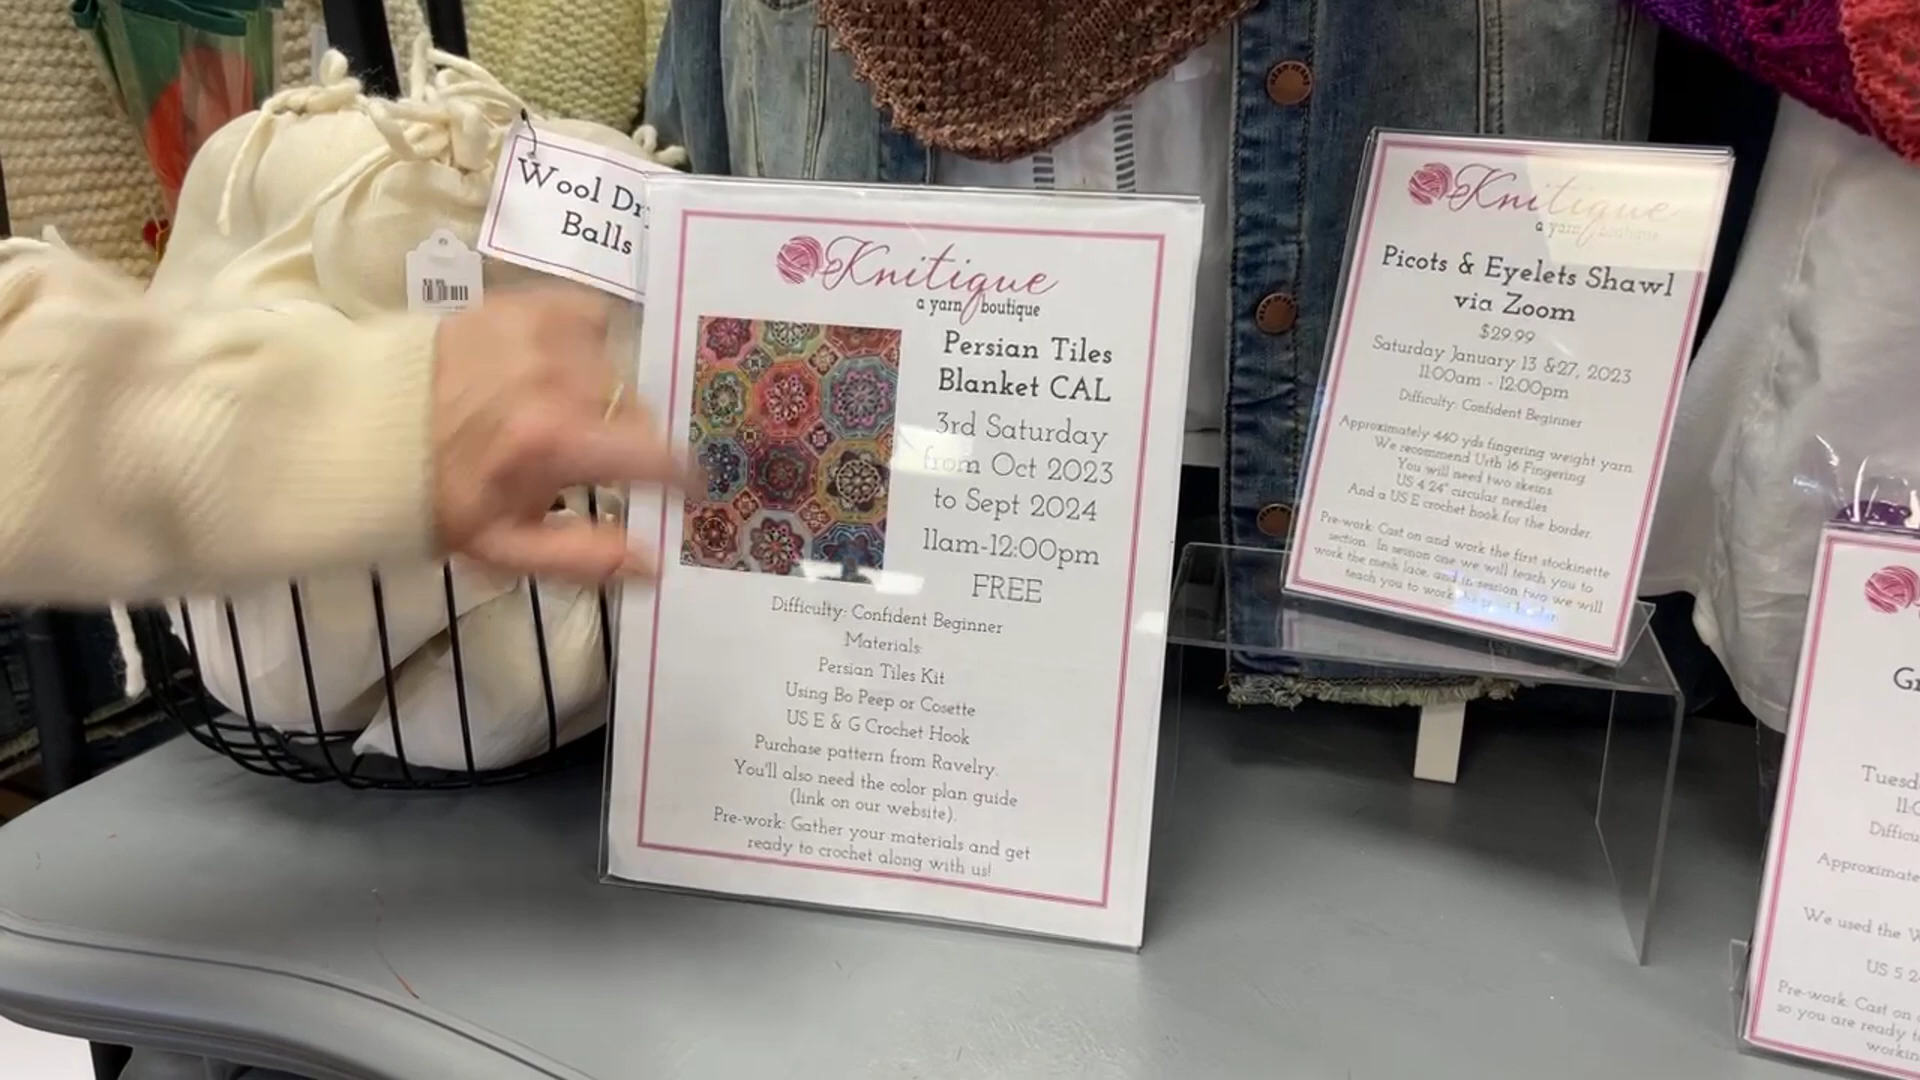 Wool
Balls
Knitique
a yarn boutique
Persian Tiles
Blanket CAL
3rd Saturday
from Oct 2023
to Sept 2024
11am-12:00pm
FREE
Difficulty: Confident Beginner
Materials:
Persian Tiles Kit
Using Bo Peep or Cosette
US E & G Crochet Hook
Purchase pattern from Ravelry.
You'll also need the color plan guide
(link on our website).
Pre-work: Gather your materials and get
ready to crochet along with us!
Knitique
a yarn boutique
Picots & Eyelets Shawl
via Zoom
$29.99
Saturday January 13 &27, 2023
11:00am - 12:00pm
Difficulty: Confident Beginner
Approximately 440 yds fingering weight yarn.
We recommend Urth 16 Fingering
You will need two skeins
US 4 24" circular needles
And a US E crochet hook for the border.
Pre-work: Cast on and work the first stockinette
section. In session one we will teach you to
work the mesh lace, and in session two we will
teach you to work
Approximate
We used the
US 5
Pre-work: Cast on
so you are ready